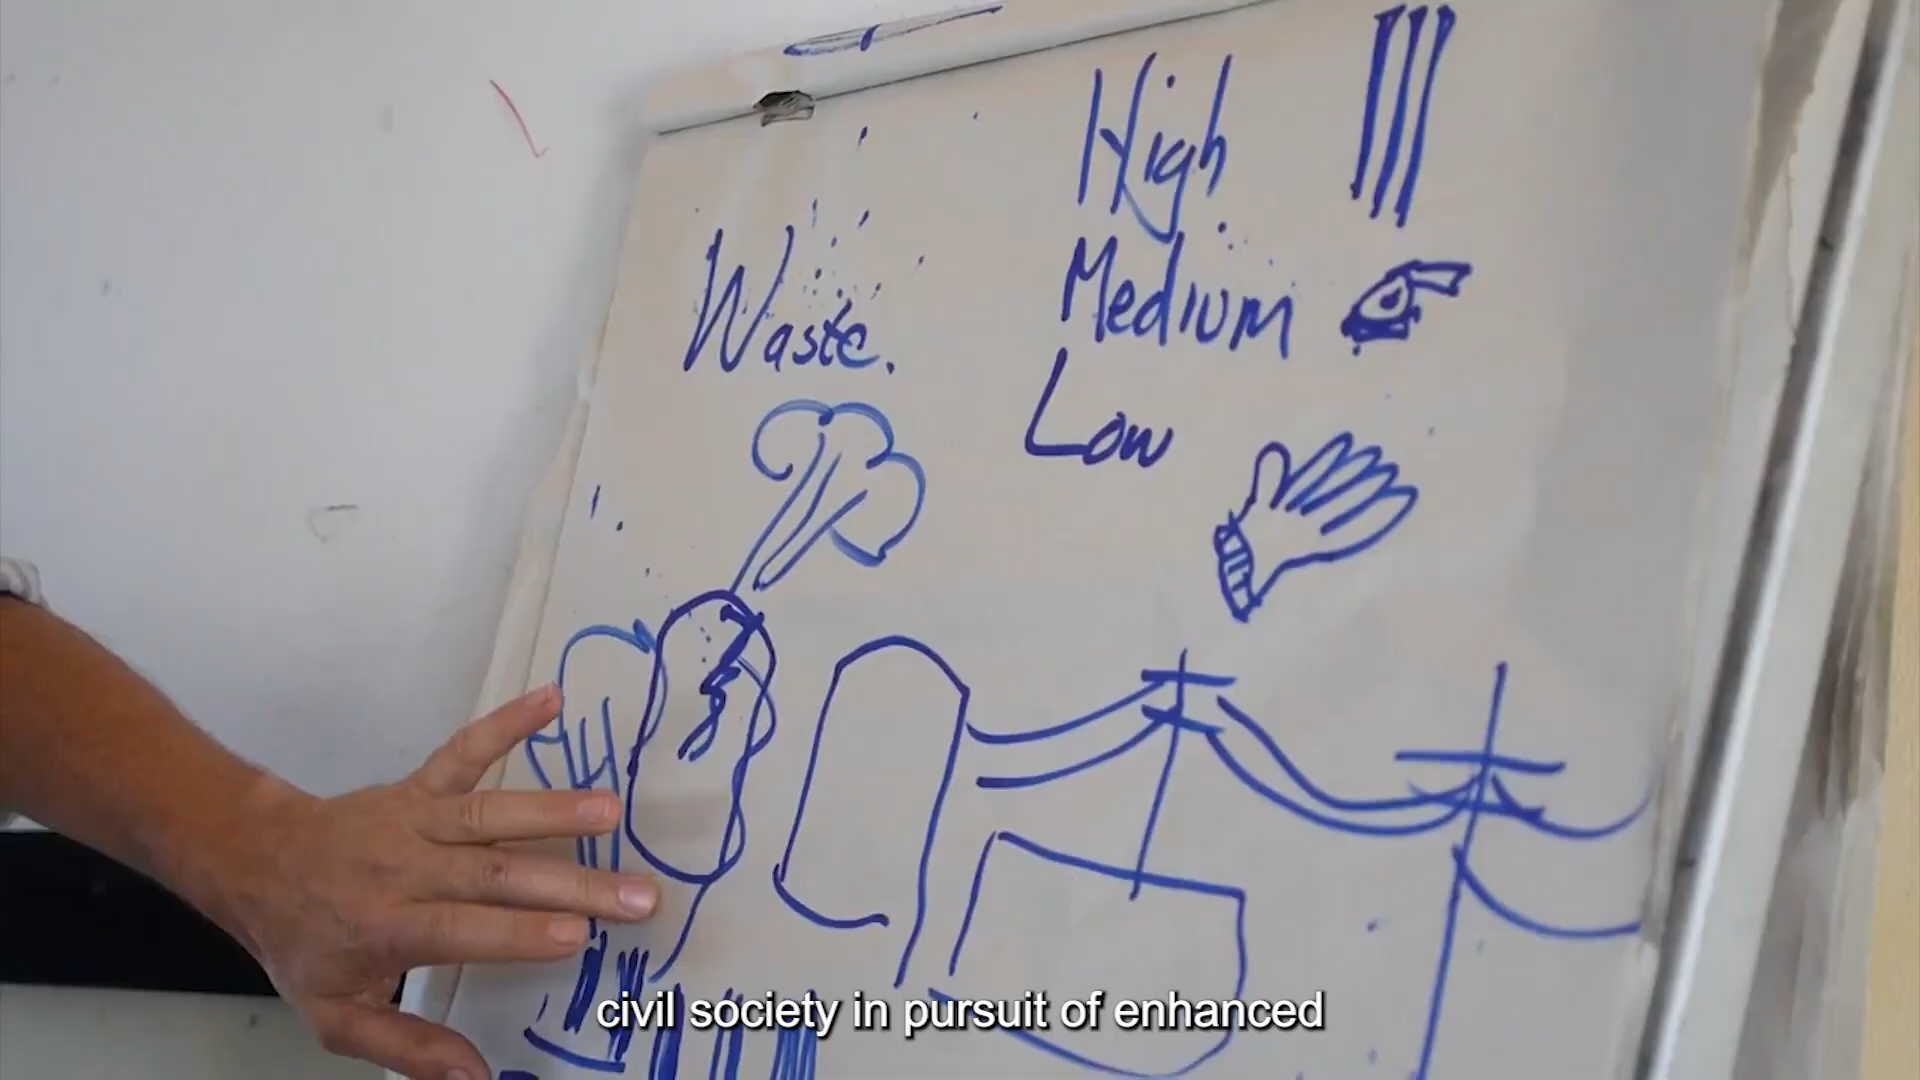 High
Waste.
Medium
Low
civil society in pursuit of enhanced